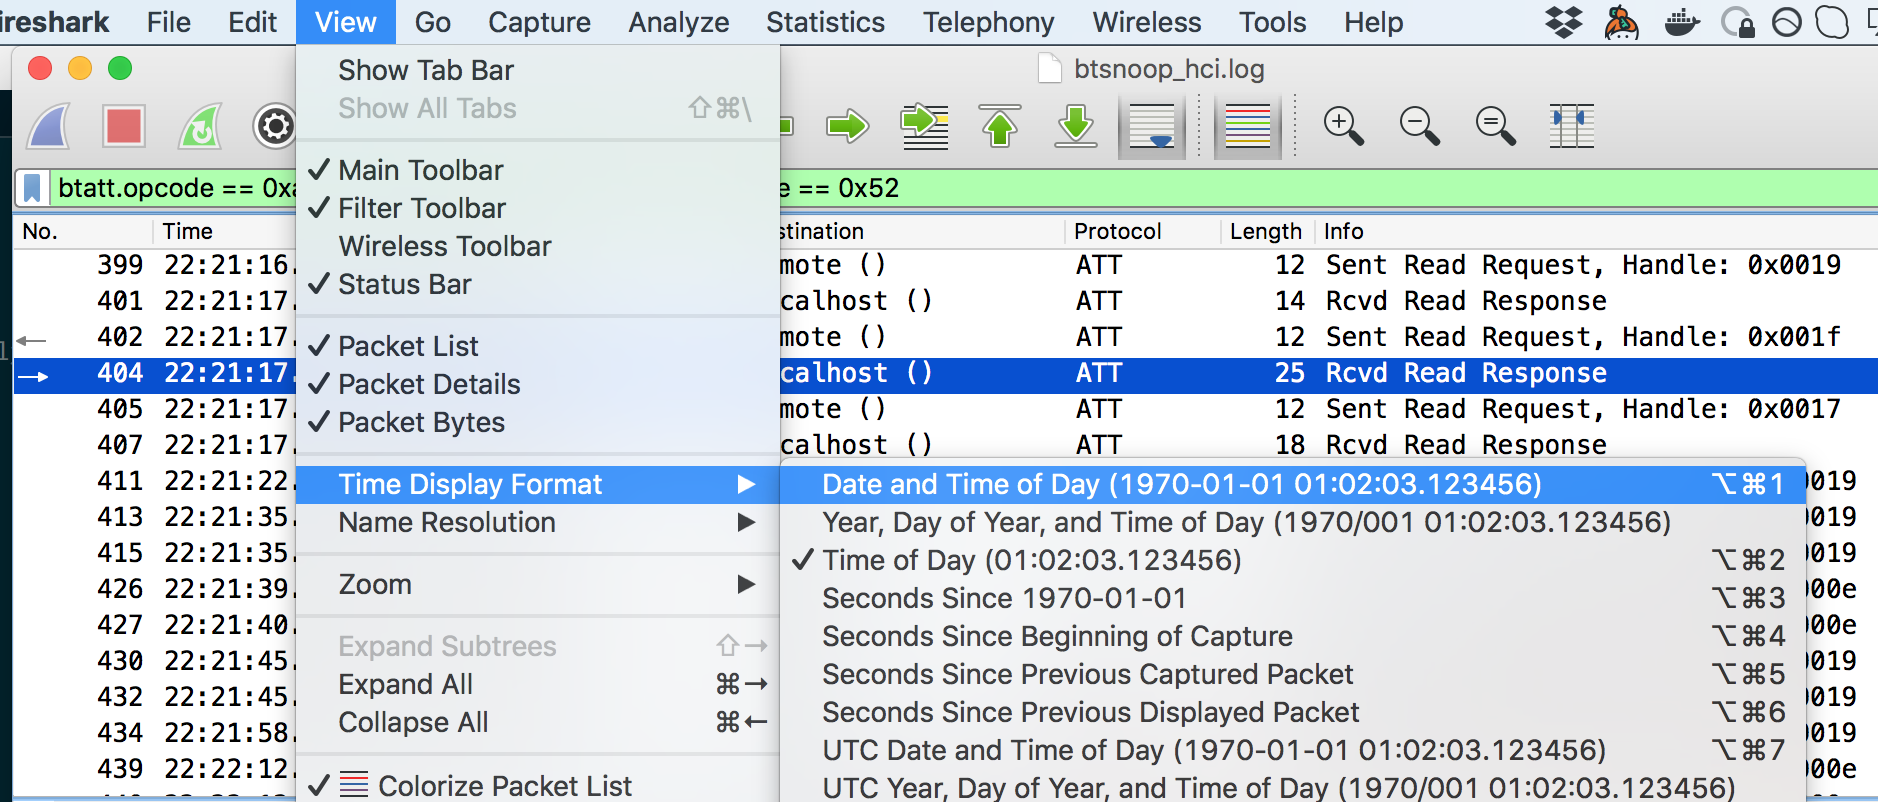 ireshark File Edit View Go Capture Analyze Statistics Telephony Wireless Tools Help
btsnoop_hci.log
Show Tab Bar
Show All Tabs ⇧⌘\
Main Toolbar
Filter Toolbar
Wireless Toolbar
Status Bar
Packet List
Packet Details
Packet Bytes
Time Display Format
Name Resolution
Zoom
Expand Subtrees ⇧→
Expand All ⌘→
Collapse All ⌘←
Colorize Packet List
btatt.opcode == 0x
e == 0x52
No. Time stination Protocol Length Info
399 22:21:16. mote () ATT 12 Sent Read Request, Handle: 0x0019
401 22:21:17. calhost () ATT 14 Rcvd Read Response
402 22:21:17. mote () ATT 12 Sent Read Request, Handle: 0x001f
404 22:21:17. calhost () ATT 25 Rcvd Read Response
405 22:21:17. mote () ATT 12 Sent Read Request, Handle: 0x0017
407 22:21:17. calhost () ATT 18 Rcvd Read Response
411 22:21:22. 019
413 22:21:35. 019
415 22:21:35. 019
426 22:21:39. 00e
427 22:21:40. 00e
430 22:21:45. 019
432 22:21:45. 019
434 22:21:58. 019
439 22:22:12. 00e
Date and Time of Day (1970-01-01 01:02:03.123456) ⌥⌘1
Year, Day of Year, and Time of Day (1970/001 01:02:03.123456)
Time of Day (01:02:03.123456) ⌥⌘2
Seconds Since 1970-01-01 ⌥⌘3
Seconds Since Beginning of Capture ⌥⌘4
Seconds Since Previous Captured Packet ⌥⌘5
Seconds Since Previous Displayed Packet ⌥⌘6
UTC Date and Time of Day (1970-01-01 01:02:03.123456) ⌥⌘7
UTC Year, Day of Year, and Time of Day (1970/001 01:02:03.123456)